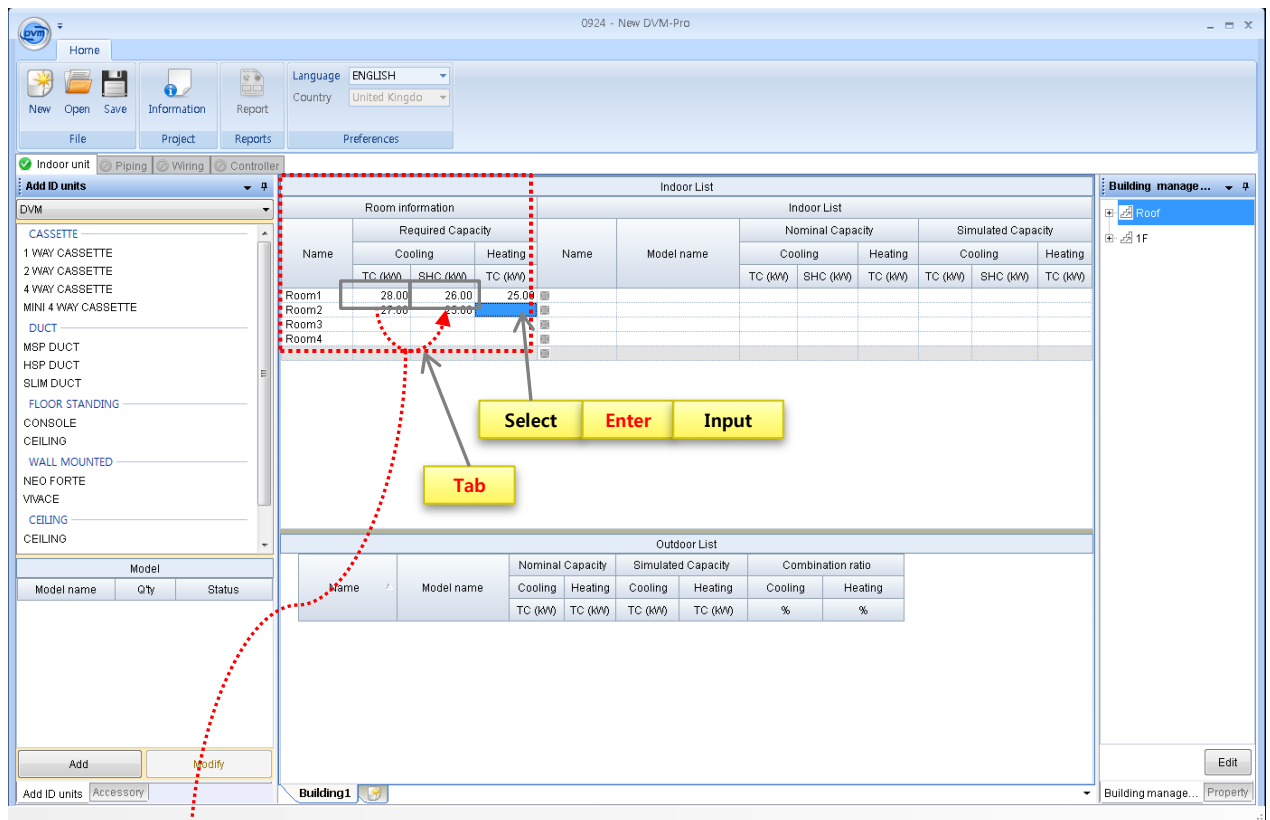 DVM
0924 - New DVM-Pro
Home
New Open Save
Information
Report
Language ENGLISH
Country United Kingdo
File Project Reports Preferences
Indoor unit Piping Wiring Controller
Add ID units
DVM
CASSETTE
1 WAY CASSETTE
2 WAY CASSETTE
4 WAY CASSETTE
MINI 4 WAY CASSETTE
DUCT
MSP DUCT
HSP DUCT
SLIM DUCT
FLOOR STANDING
CONSOLE
CEILING
WALL MOUNTED
NEO FORTE
VIVACE
CEILING
CEILING
Model
Model name Q'ty Status
Add Modify
Add ID units Accessory
Indoor List
Room information Indoor List
Name Required Capacity Name Model name Nominal Capacity Simulated Capacity
Cooling Heating Cooling Heating Cooling Heating
TC (kW) SHC (kW) TC (kW) TC (kW) SHC (kW) TC (kW) TC (kW) SHC (kW) TC (kW)
Room1 28.00 26.00 25.00
Room2 27.00 25.00
Room3
Room4
Select Enter Input
Tab
Outdoor List
Name Model name Nominal Capacity Simulated Capacity Combination ratio
Cooling Heating Cooling Heating Cooling Heating
TC (kW) TC (kW) TC (kW) TC (kW) % %
Building1
Building manage...
Roof
1F
Edit
Building manage... Property